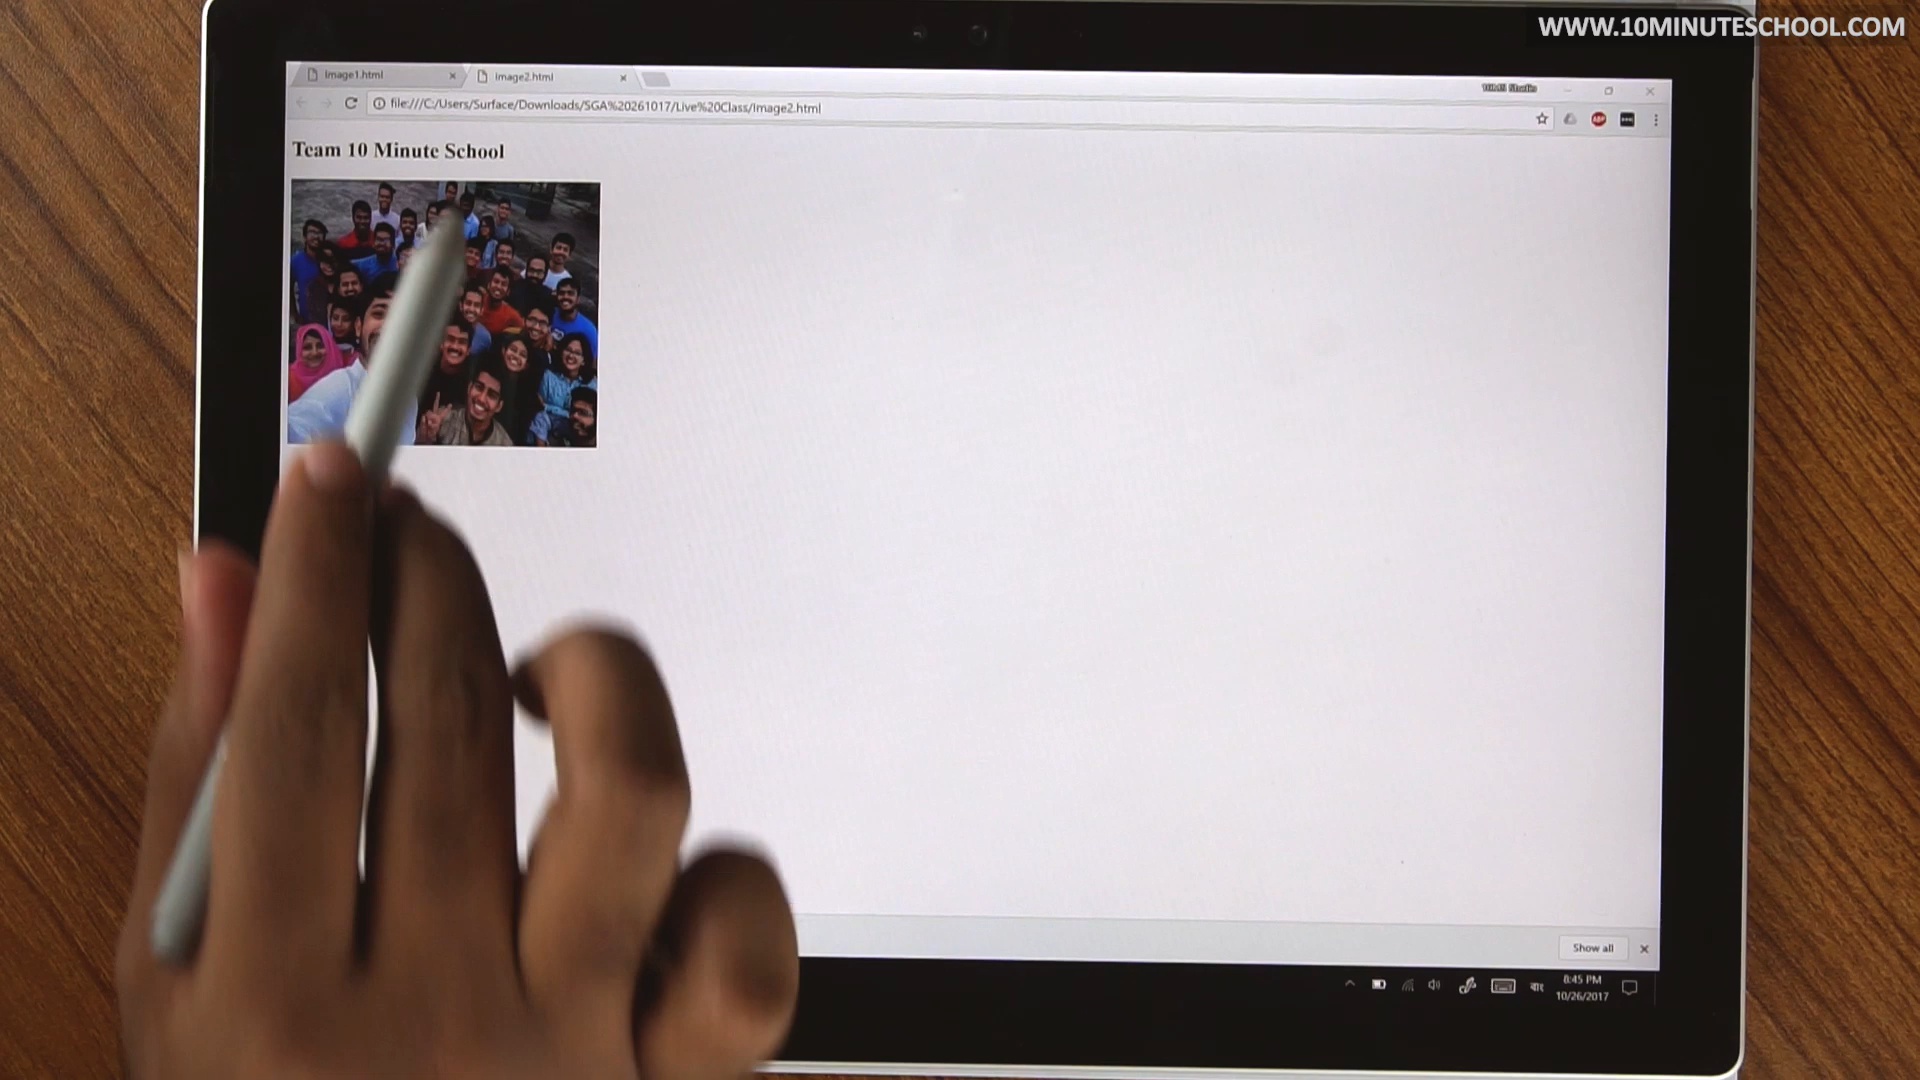 WWW.10MINUTESCHOOL.COM
Image1.html
Image2.html
file:///C:/Users/Surface/Downloads/SGA%20261017/Live%20Class/Image2.html
Team 10 Minute School
Show all
বাং
8:45 PM
10/26/2017